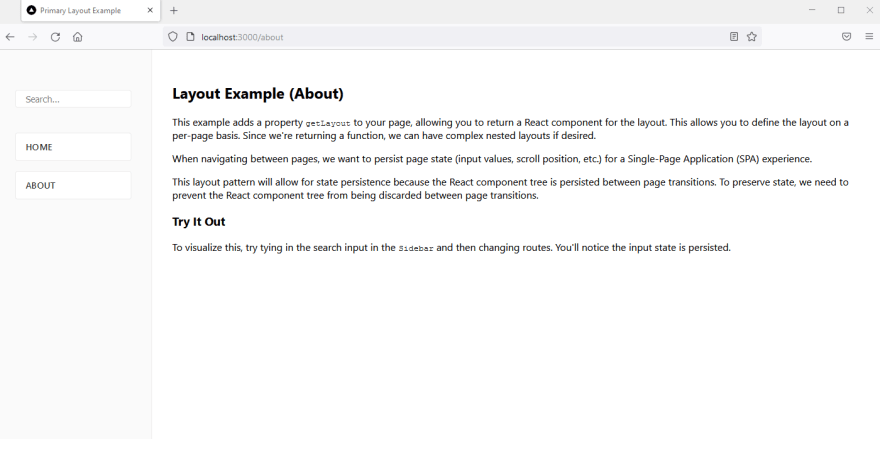 Primary Layout Example
localhost:3000/about
Search...
HOME
ABOUT
Layout Example (About)
This example adds a property getLayout to your page, allowing you to return a React component for the layout. This allows you to define the layout on a
per-page basis. Since we're returning a function, we can have complex nested layouts if desired.
When navigating between pages, we want to persist page state (input values, scroll position, etc.) for a Single-Page Application (SPA) experience.
This layout pattern will allow for state persistence because the React component tree is persisted between page transitions. To preserve state, we need to
prevent the React component tree from being discarded between page transitions.
Try It Out
To visualize this, try tying in the search input in the Sidebar and then changing routes. You'll notice the input state is persisted.